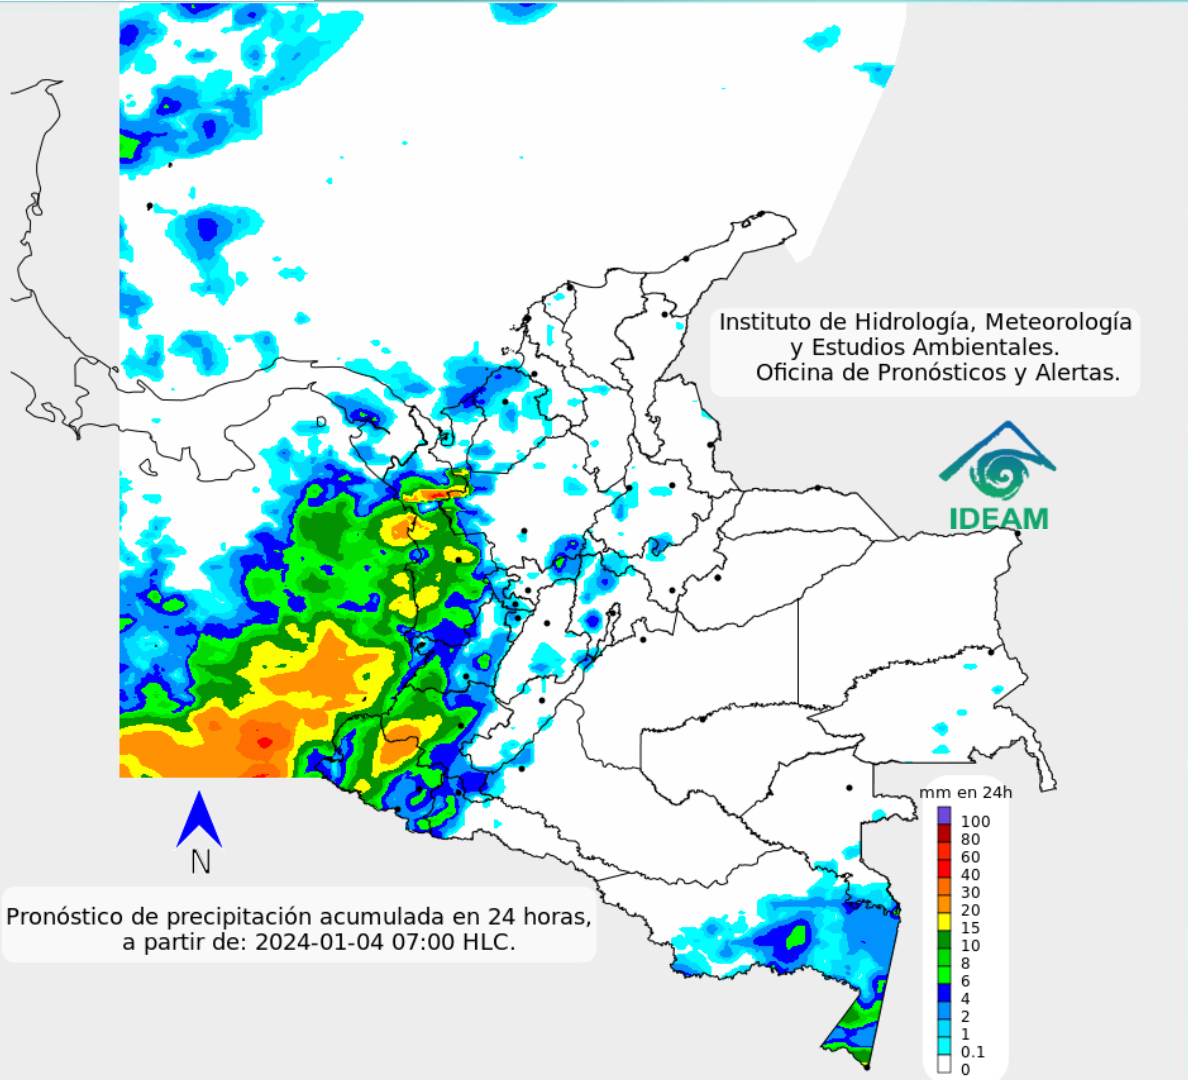 Instituto de Hidrología, Meteorología
y Estudios Ambientales.
Oficina de Pronósticos y Alertas.
IDEAM
mm en 24h
100
80
60
40
30
20
15
10
8
6
4
2
1
0.1
0
N
Pronóstico de precipitación acumulada en 24 horas,
a partir de: 2024-01-04 07:00 HLC.